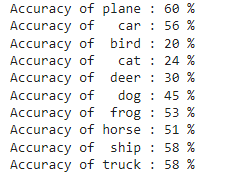 Accuracy of plane : 60 %
Accuracy of   car : 56 %
Accuracy of  bird : 20 %
Accuracy of   cat : 24 %
Accuracy of  deer : 30 %
Accuracy of   dog : 45 %
Accuracy of  frog : 53 %
Accuracy of horse : 51 %
Accuracy of  ship : 58 %
Accuracy of truck : 58 %